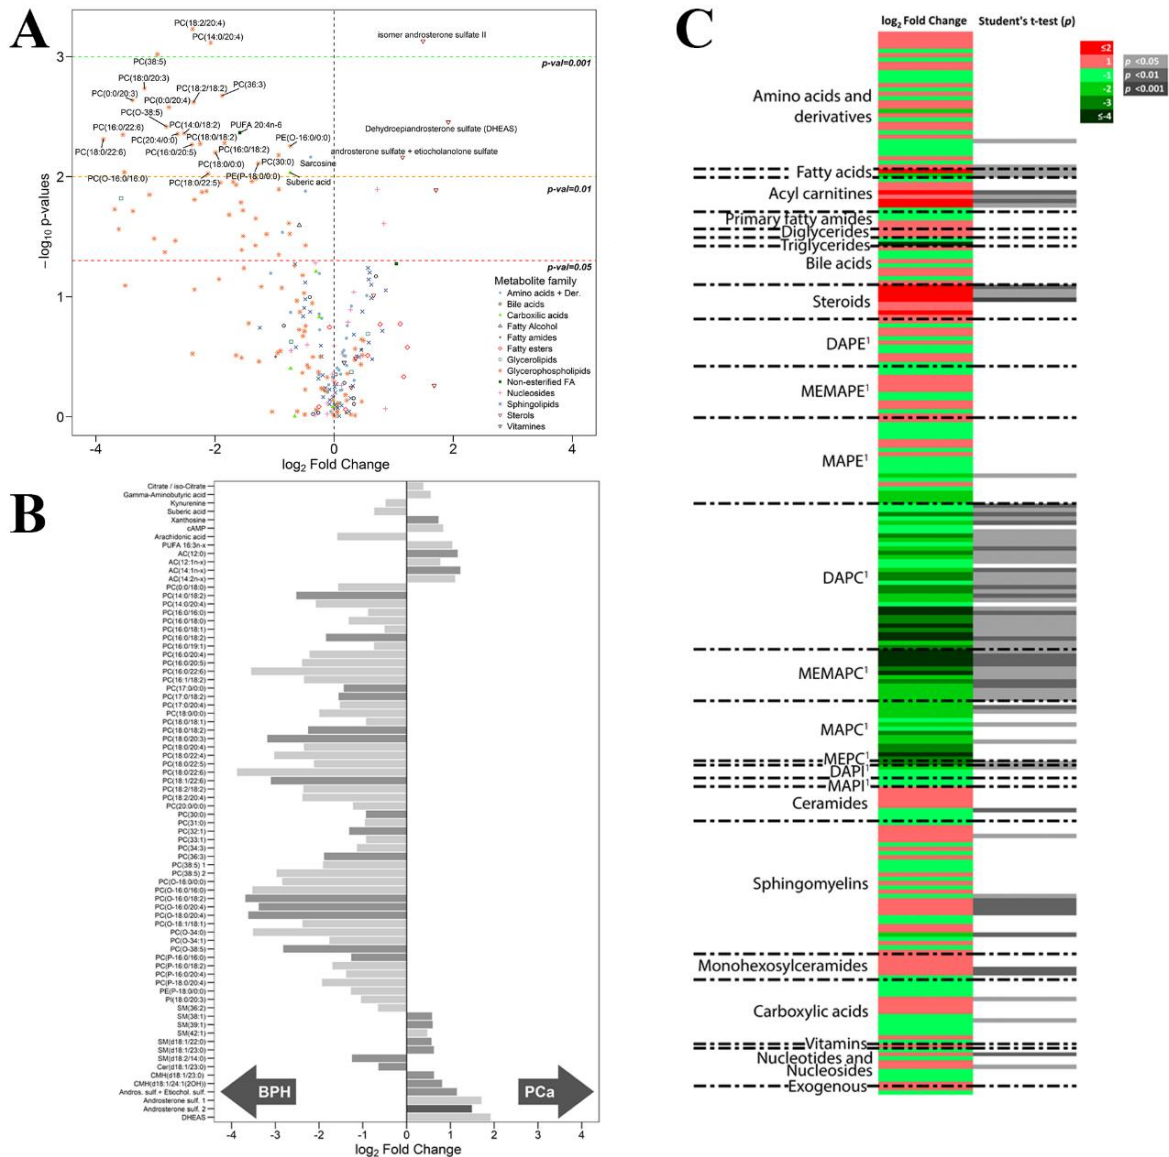 A
PC(18:2/20:4)
PC(14:0/20:4)
isomer androsterone sulfate II
3
PC(38:5)
p-val=0.001
PC(18:0/20:3)
PC(18:2/18:2)
PC(36:3)
PC(0:0/20:3)
PC(0:0/20:4)
PC(O-38:5)
PC(14:0/18:2)
PUFA 20:4n-6
Dehydroepiandrosterone sulfate (DHEAS)
PC(16:0/22:6)
PC(20:4/0:0)
PC(18:0/18:2)
PE(O-16:0/0:0)
PC(18:0/22:6)
PC(16:0/20:5)
PC(16:0/18:2)
androsterone sulfate + etiocholanolone sulfate
PC(18:0/0:0)
PC(30:0)
Sarcosine
PC(O-16:0/16:0)
PC(18:0/22:5)
PE(P-18:0/0:0)
Suberic acid
2
p-val=0.01
−log10 p-values
p-val=0.05
1
0
Metabolite family
Amino acids + Der.
Bile acids
Carboxilic acids
Fatty Alcohol
Fatty amides
Fatty esters
Glycerolipids
Glycerophospholipids
Non-esterified FA
Nucleosides
Sphingolipids
Sterols
Vitamines
-4 -2 0 2 4
log2 Fold Change
B
Citrate / iso-Citrate
Gamma-Aminobutyric acid
Kynurenine
Suberic acid
Xanthosine
cAMP
Arachidonic acid
PUFA 16:3n-x
AC(12:0)
AC(12:1n-x)
AC(14:1n-x)
AC(14:2n-x)
PC(0:0/18:0)
PC(14:0/18:2)
PC(14:0/20:4)
PC(16:0/16:0)
PC(16:0/18:0)
PC(16:0/18:1)
PC(16:0/18:2)
PC(16:0/19:1)
PC(16:0/20:4)
PC(16:0/20:5)
PC(16:0/22:6)
PC(16:1/18:2)
PC(17:0/0:0)
PC(17:0/18:2)
PC(17:0/20:4)
PC(18:0/0:0)
PC(18:0/18:1)
PC(18:0/18:2)
PC(18:0/20:3)
PC(18:0/20:4)
PC(18:0/22:4)
PC(18:0/22:5)
PC(18:0/22:6)
PC(18:1/22:6)
PC(18:2/18:2)
PC(18:2/20:4)
PC(20:0/0:0)
PC(30:0)
PC(31:0)
PC(32:1)
PC(33:1)
PC(34:3)
PC(36:3)
PC(38:5) 1
PC(38:5) 2
PC(O-18:0/0:0)
PC(O-16:0/16:0)
PC(O-16:0/18:2)
PC(O-16:0/20:4)
PC(O-18:0/20:4)
PC(O-18:1/18:1)
PC(O-34:0)
PC(O-34:1)
PC(O-38:5)
PC(P-16:0/16:0)
PC(P-16:0/18:2)
PC(P-16:0/20:4)
PC(P-18:0/20:4)
PE(P-18:0/0:0)
PI(18:0/20:3)
SM(36:2)
SM(38:1)
SM(39:1)
SM(42:1)
SM(d18:1/22:0)
SM(d18:1/23:0)
SM(d18:2/14:0)
Cer(d18:1/23:0)
CMH(d18:1/23:0)
CMH(d18:1/24:1(2OH))
Andros. sulf.+ Etiochol. sulf.
Androsterone sulf. 1
Androsterone sulf. 2
DHEAS
BPH
PCa
-4 -3 -2 -1 0 1 2 3 4
log2 Fold Change
C
log2 Fold Change Student's t-test (p)
≤2
1
-1
-2
-3
≤-4
p <0.05
p <0.01
p <0.001
Amino acids and
derivatives
Fatty acids
Acyl carnitines
Primary fatty amides
Diglycerides
Triglycerides
Bile acids
Steroids
DAPE¹
MEMAPE¹
MAPE¹
DAPC¹
MEMAPC¹
MAPC¹
MEPC¹
DAPI¹
MAPI¹
Ceramides
Sphingomyelins
Monohexosylceramides
Carboxylic acids
Vitamins
Nucleotides and
Nucleosides
Exogenous